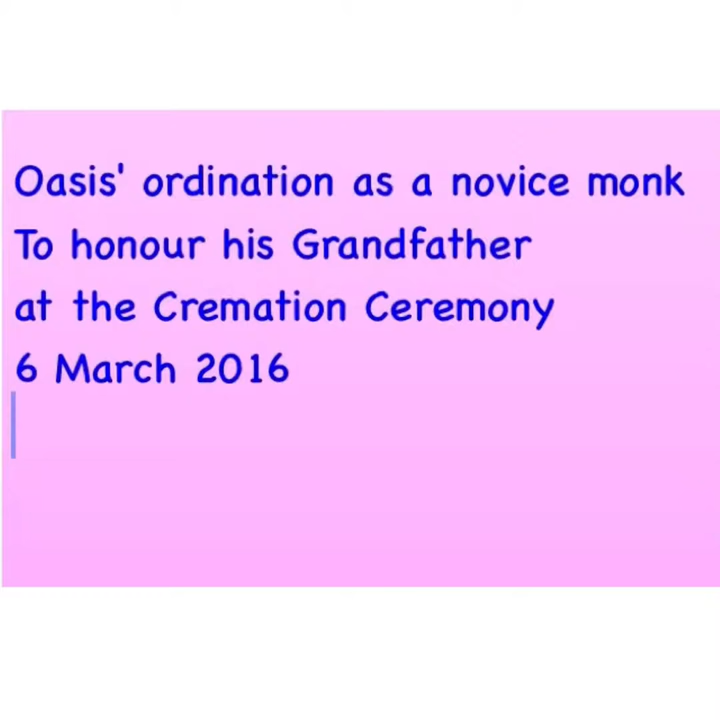 Oasis' ordination as a novice monk
To honour his Grandfather
at the Cremation Ceremony
6 March 2016